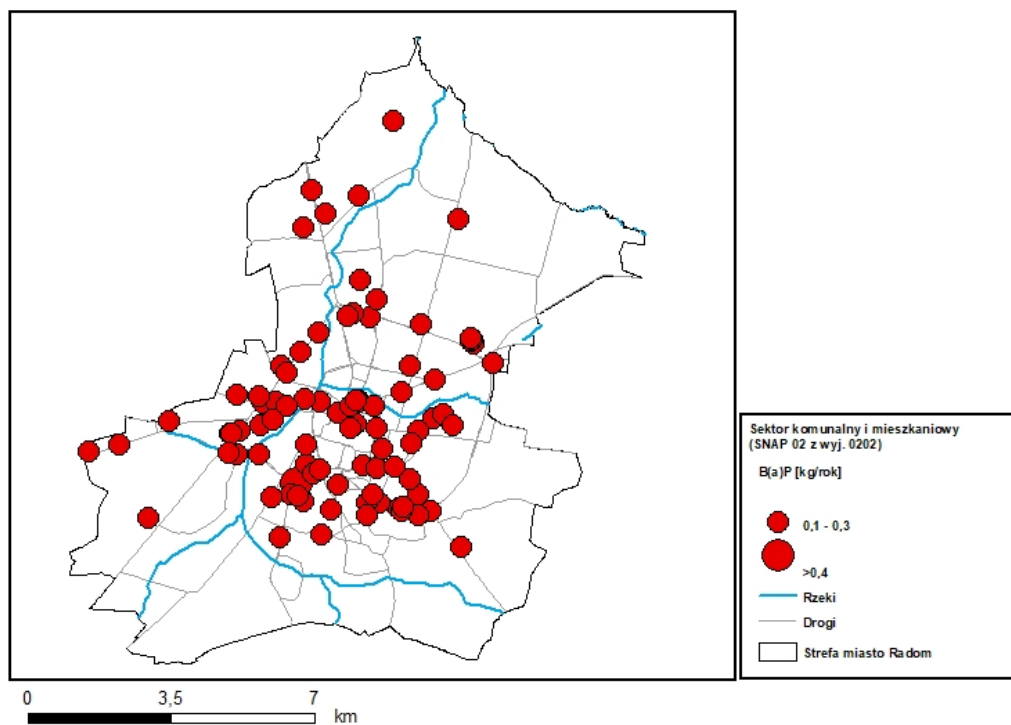 Sektor komunalny i mieszkaniowy
(SNAP 02 z wyj. 0202)
B(a)P [kg/rok]
0,1 - 0,3
>0,4
Rzeki
Drogi
Strefa miasto Radom
0 3,5 7
km